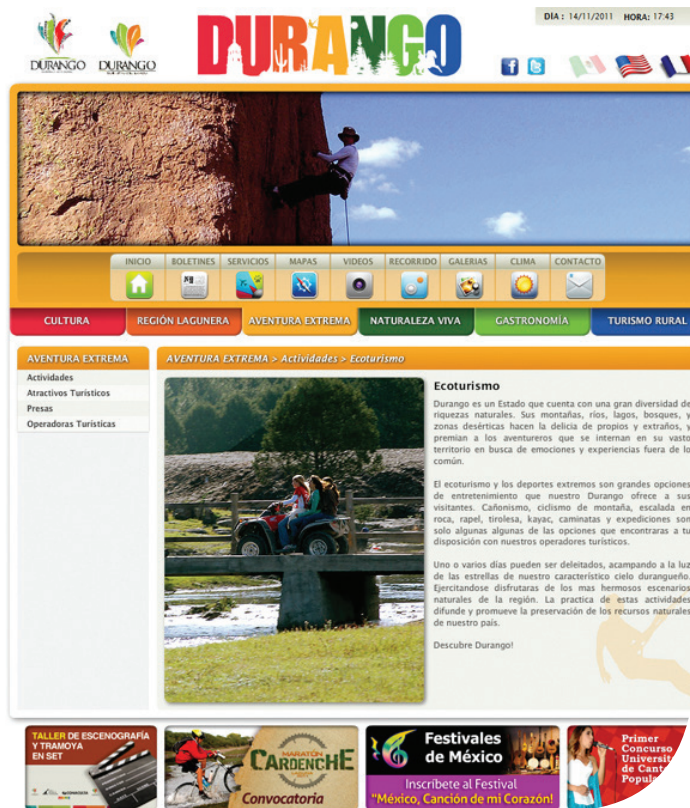 DURANGO
DURANGO
DURANGO
DIA : 14/11/2011 HORA: 17:43
INICIO BOLETINES SERVICIOS MAPAS VIDEOS RECORRIDO GALERIAS CLIMA CONTACTO
CULTURA REGIÓN LAGUNERA AVENTURA EXTREMA NATURALEZA VIVA GASTRONOMÍA TURISMO RURAL
AVENTURA EXTREMA
Actividades
Atractivos Turísticos
Presas
Operadoras Turísticas
AVENTURA EXTREMA > Actividades > Ecoturismo
Ecoturismo
Durango es un Estado que cuenta con una gran diversidad de
riquezas naturales. Sus montañas, ríos, lagos, bosques, y
zonas desérticas hacen la delicia de propios y extraños, y
premian a los aventureros que se internan en su vasto
territorio en busca de emociones y experiencias fuera de lo
común.
El ecoturismo y los deportes extremos son grandes opciones
de entretenimiento que nuestro Durango ofrece a sus
visitantes. Cañonismo, ciclismo de montaña, escalada en
roca, rapel, tirolesa, kayac, caminatas y expediciones son
solo algunas algunas de las opciones que encontraras a tu
disposición con nuestros operadores turísticos.
Uno o varios días pueden ser deleitados, acampando a la luz
de las estrellas de nuestro característico cielo durangueño.
Ejercitandose disfrutaras de los mas hermosos escenarios
naturales de la región. La practica de estas actividades
difunde y promueve la preservación de los recursos naturales
de nuestro país.
Descubre Durango!
TALLER DE ESCENOGRAFÍA
Y TRAMOYA
EN SET
MARATÓN
CARDENCHE
Convocatoria
Festivales
de México
Inscríbete al Festival
"México, Canción de mi Corazón!
Primer
Concurso
Universit
de Cant
Popula